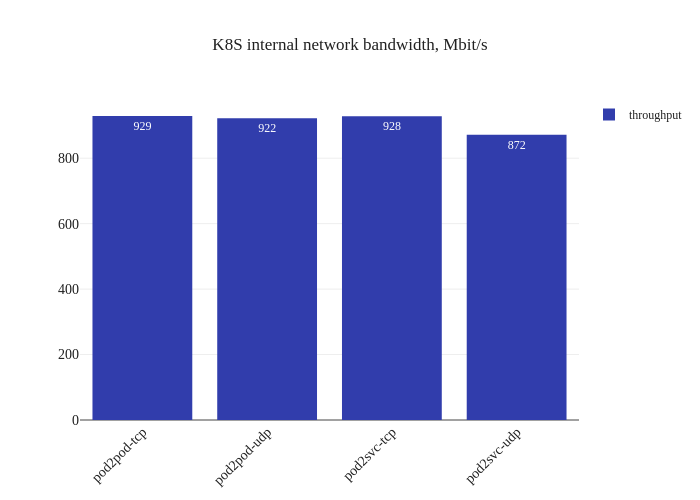 K8S internal network bandwidth, Mbit/s
throughput
929
922
928
872
800
600
400
200
0
pod2pod-tcp
pod2pod-udp
pod2svc-tcp
pod2svc-udp